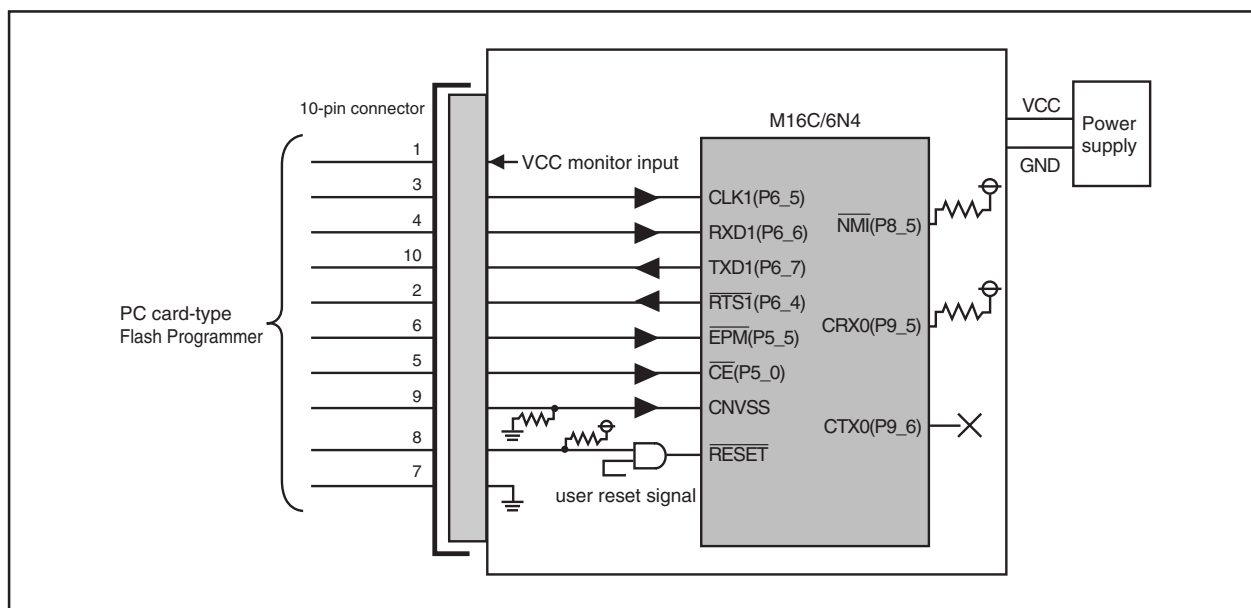 10-pin connector
M16C/6N4
VCC
GND
Power
supply
1
VCC monitor input
3
CLK1(P6_5)
4
RXD1(P6_6)
10
TXD1(P6_7)
2
RTS1(P6_4)
6
EPM(P5_5)
5
CE(P5_0)
9
CNVSS
8
RESET
7
user reset signal
NMI(P8_5)
CRX0(P9_5)
CTX0(P9_6)
PC card-type
Flash Programmer